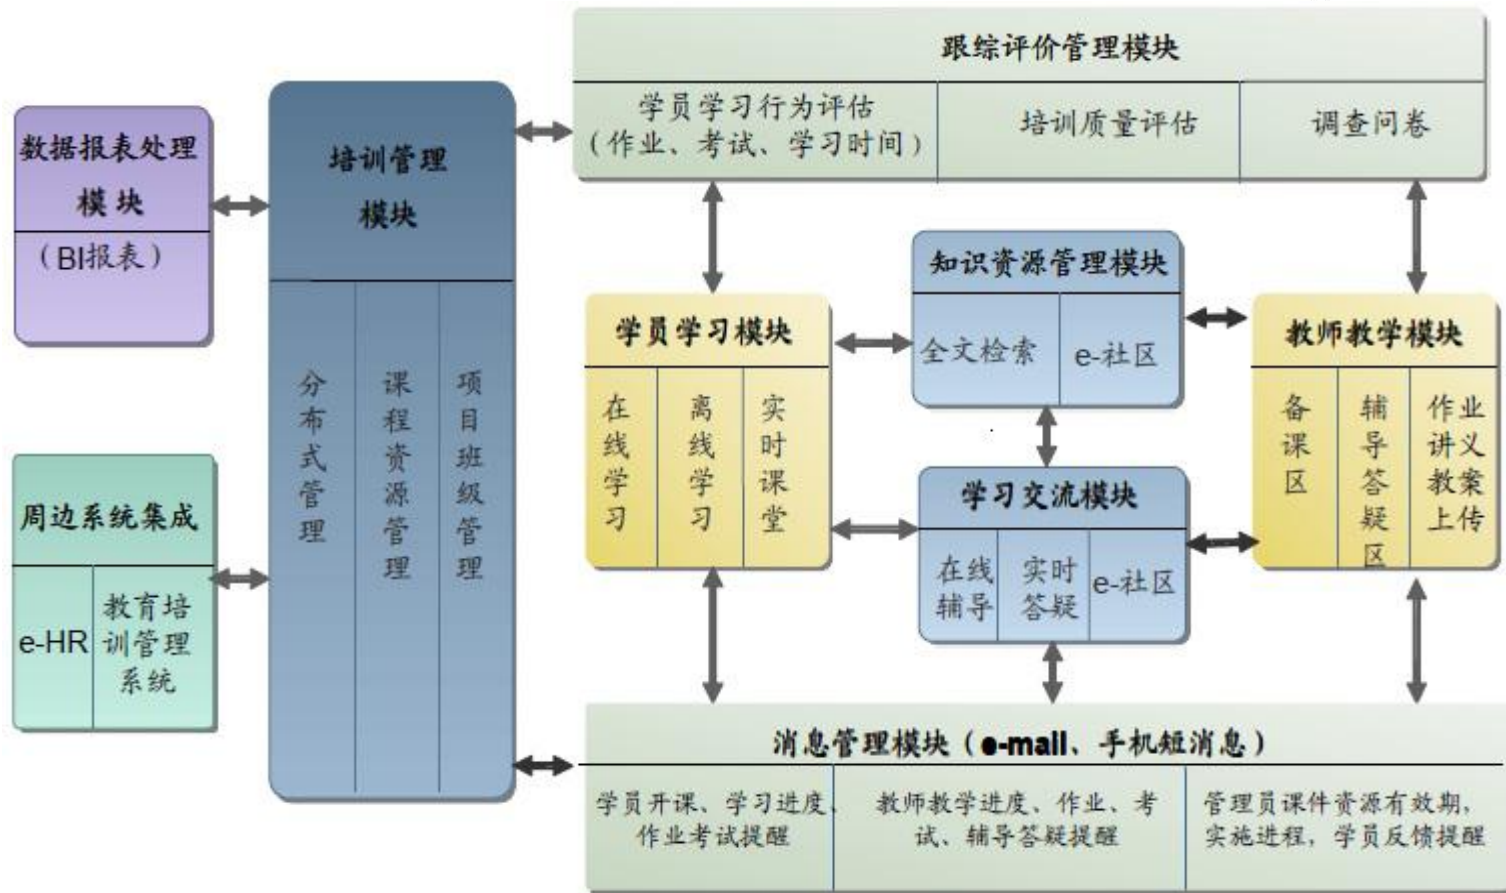 跟综评价管理模块
学员学习行为评估
（作业、考试、学习时间）
培训质量评估
调查问卷
数据报表处理
模块
（BI报表）
培训管理
模块
分布式管理
课程资源管理
项目班级管理
周边系统集成
e-HR
教育培
训管理
系统
学员学习模块
在线学习
离线学习
实时课堂
知识资源管理模块
全文检索
e-社区
学习交流模块
在线
辅导
实时
答疑
e-社区
教师教学模块
备课区
辅导答疑区
作业
讲义
教案
上传
消息管理模块（e-mail、手机短消息）
学员开课、学习进度、
作业考试提醒
教师教学进度、作业、考
试、辅导答疑提醒
管理员课件资源有效期，
实施进程，学员反馈提醒